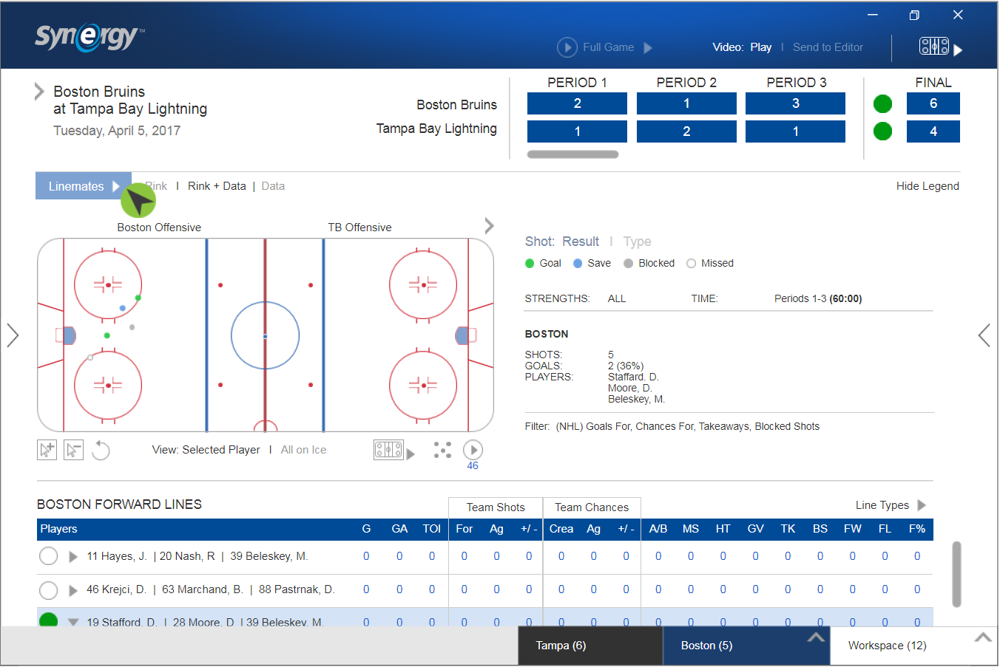 Synergy™
Full Game
Video: Play | Send to Editor
Boston Bruins
at Tampa Bay Lightning
Tuesday, April 5, 2017
PERIOD 1 PERIOD 2 PERIOD 3 FINAL
Boston Bruins 2 1 3 6
Tampa Bay Lightning 1 2 1 4
Linemates Rink | Rink + Data | Data Hide Legend
Boston Offensive TB Offensive
Shot: Result | Type
Goal Save Blocked Missed
STRENGTHS: ALL TIME: Periods 1-3 (60:00)
BOSTON
SHOTS: 5
GOALS: 2 (36%)
PLAYERS: Staffard. D.
Moore, D.
Beleskey, M.
Filter: (NHL) Goals For, Chances For, Takeaways, Blocked Shots
View: Selected Player | All on Ice
46
BOSTON FORWARD LINES Team Shots Team Chances Line Types
Players G GA TOI For Ag +/ - Crea Ag +/ - A/B MS HT GV TK BS FW FL F%
11 Hayes, J. | 20 Nash, R | 39 Beleskey, M. 0 0 0 0 0 0 0 0 0 0 0 0 0 0 0 0 0 0
46 Krejci, D. | 63 Marchand, B. | 88 Pastrnak, D. 0 0 0 0 0 0 0 0 0 0 0 0 0 0 0 0 0 0
19 Stafford, D. | 28 Moore, D | 39 Beleskey, M. 0 0 0 0 0 0 0 0 0 0 0 0 0 0 0 0 0 0
Tampa (6) Boston (5) Workspace (12)